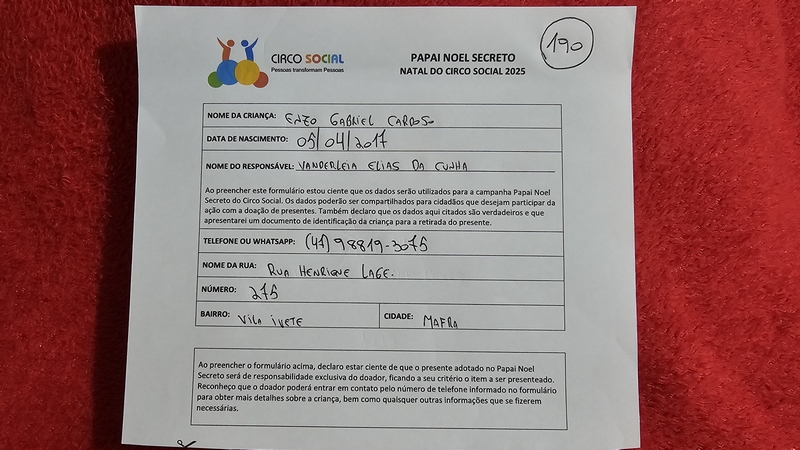 190
CIRCO SOCIAL
Pessoas transformam Pessoas
PAPAI NOEL SECRETO
NATAL DO CIRCO SOCIAL 2025
NOME DA CRIANÇA: ENZO GABRIEL CARDOSO
DATA DE NASCIMENTO: 05/04/2017
NOME DO RESPONSÁVEL: VANDERLEIA ELIAS DA CUNHA
Ao preencher este formulário estou ciente que os dados serão utilizados para a campanha Papai Noel
Secreto do Circo Social. Os dados poderão ser compartilhados para cidadãos que desejam participar da
ação com a doação de presentes. Também declaro que os dados aqui citados são verdadeiros e que
apresentarei um documento de identificação da criança para a retirada do presente.
TELEFONE OU WHATSAPP: (47) 98819-3075
NOME DA RUA: RUA HENRIQUE LAGE.
NÚMERO: 275
BAIRRO: VILA IVETE CIDADE: MAFRA
Ao preencher o formulário acima, declaro estar ciente de que o presente adotado no Papai Noel
Secreto será de responsabilidade exclusiva do doador, ficando a seu critério o item a ser presenteado.
Reconheço que o doador poderá entrar em contato pelo número de telefone informado no formulário
para obter mais detalhes sobre a criança, bem como quaisquer outras informações que se fizerem
necessárias.